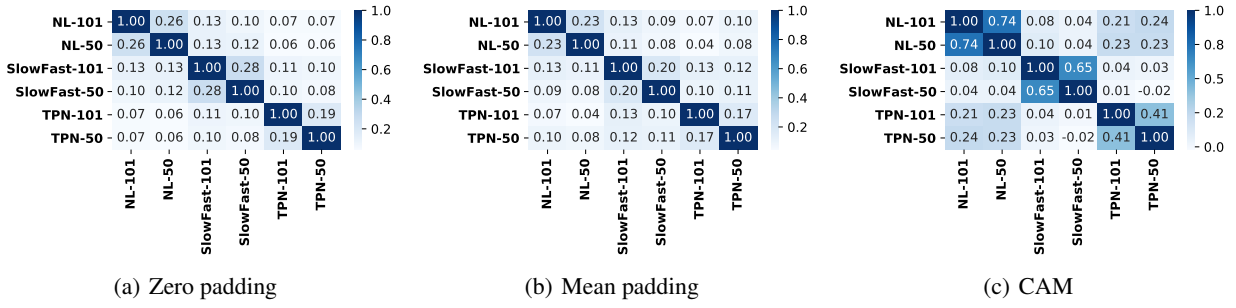 NL-101 1.00 0.26 0.13 0.10 0.07 0.07
NL-50 0.26 1.00 0.13 0.12 0.06 0.06
SlowFast-101 0.13 0.13 1.00 0.28 0.11 0.10
SlowFast-50 0.10 0.12 0.28 1.00 0.10 0.08
TPN-101 0.07 0.06 0.11 0.10 1.00 0.19
TPN-50 0.07 0.06 0.10 0.08 0.19 1.00
NL-101 NL-50 SlowFast-101 SlowFast-50 TPN-101 TPN-50
1.0
0.8
0.6
0.4
0.2
(a) Zero padding
NL-101 1.00 0.23 0.13 0.09 0.07 0.10
NL-50 0.23 1.00 0.11 0.08 0.04 0.08
SlowFast-101 0.13 0.11 1.00 0.20 0.13 0.12
SlowFast-50 0.09 0.08 0.20 1.00 0.10 0.11
TPN-101 0.07 0.04 0.13 0.10 1.00 0.17
TPN-50 0.10 0.08 0.12 0.11 0.17 1.00
NL-101 NL-50 SlowFast-101 SlowFast-50 TPN-101 TPN-50
1.0
0.8
0.6
0.4
0.2
(b) Mean padding
NL-101 1.00 0.74 0.08 0.04 0.21 0.24
NL-50 0.74 1.00 0.10 0.04 0.23 0.23
SlowFast-101 0.08 0.10 1.00 0.65 0.04 0.03
SlowFast-50 0.04 0.04 0.65 1.00 0.01 -0.02
TPN-101 0.21 0.23 0.04 0.01 1.00 0.41
TPN-50 0.24 0.23 0.03 -0.02 0.41 1.00
NL-101 NL-50 SlowFast-101 SlowFast-50 TPN-101 TPN-50
1.0
0.8
0.5
0.2
0.0
(c) CAM